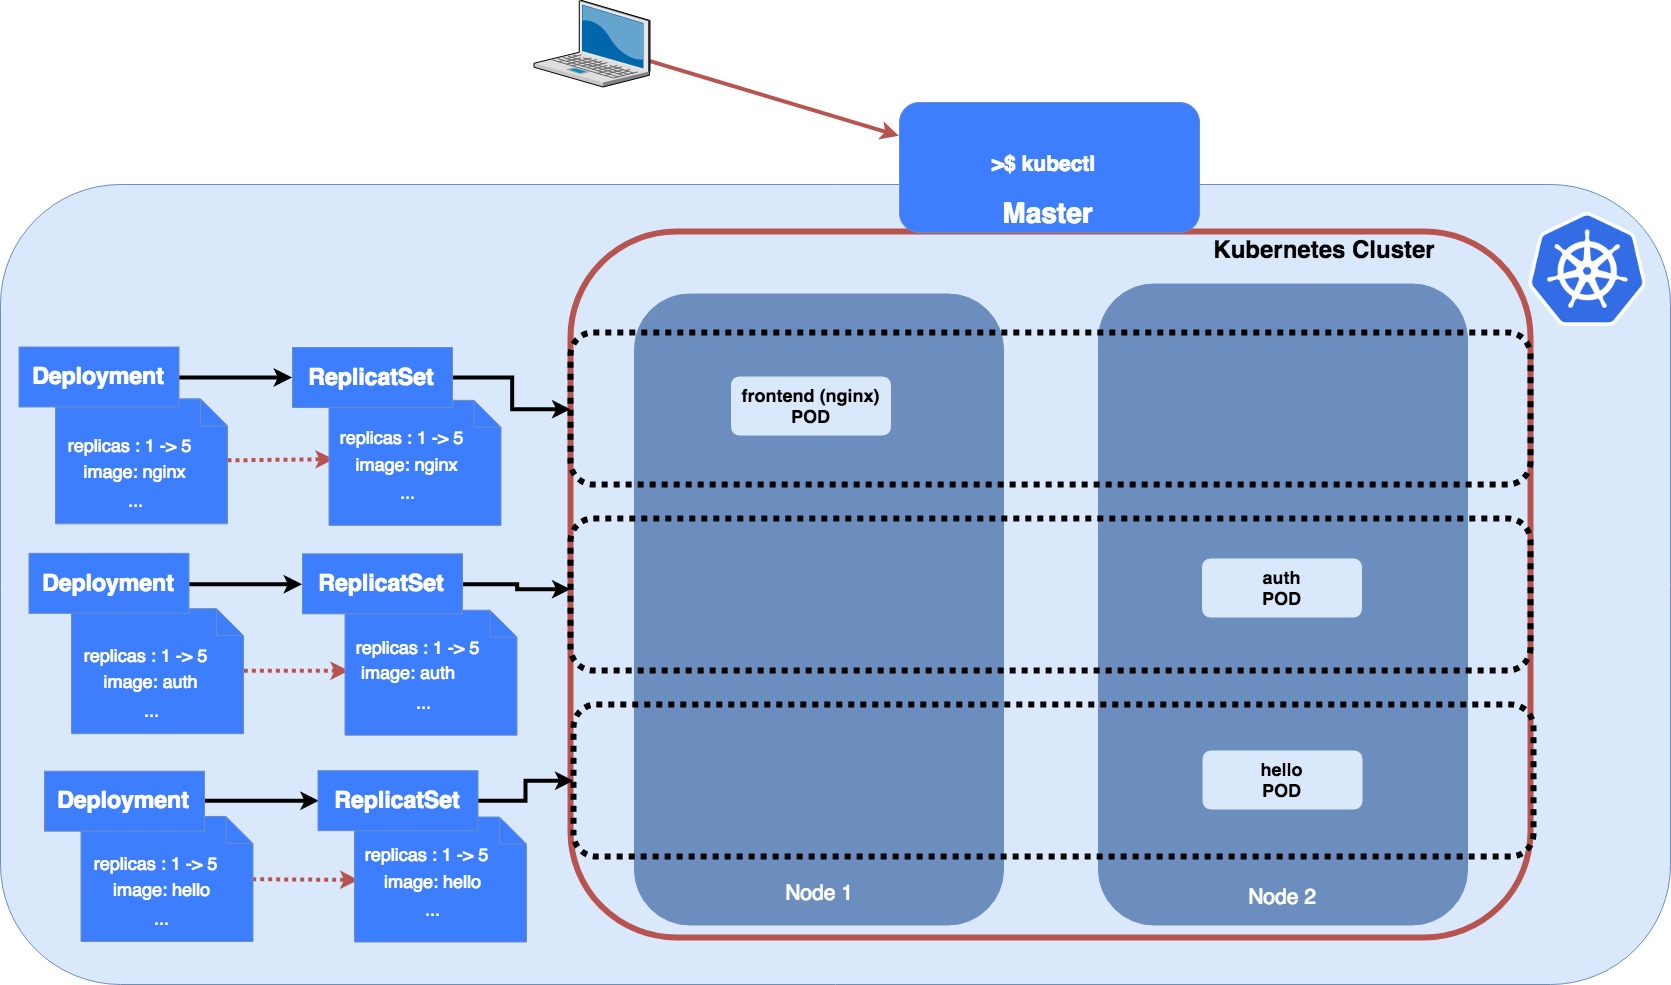 >$ kubectl
Master
Kubernetes Cluster
Deployment
replicas : 1 -> 5
image: nginx
...
ReplicatSet
replicas : 1 -> 5
image: nginx
...
frontend (nginx)
POD
Deployment
replicas : 1 -> 5
image: auth
...
ReplicatSet
replicas : 1 -> 5
image: auth
...
auth
POD
Deployment
replicas : 1 -> 5
image: hello
...
ReplicatSet
replicas : 1 -> 5
image: hello
...
hello
POD
Node 1
Node 2